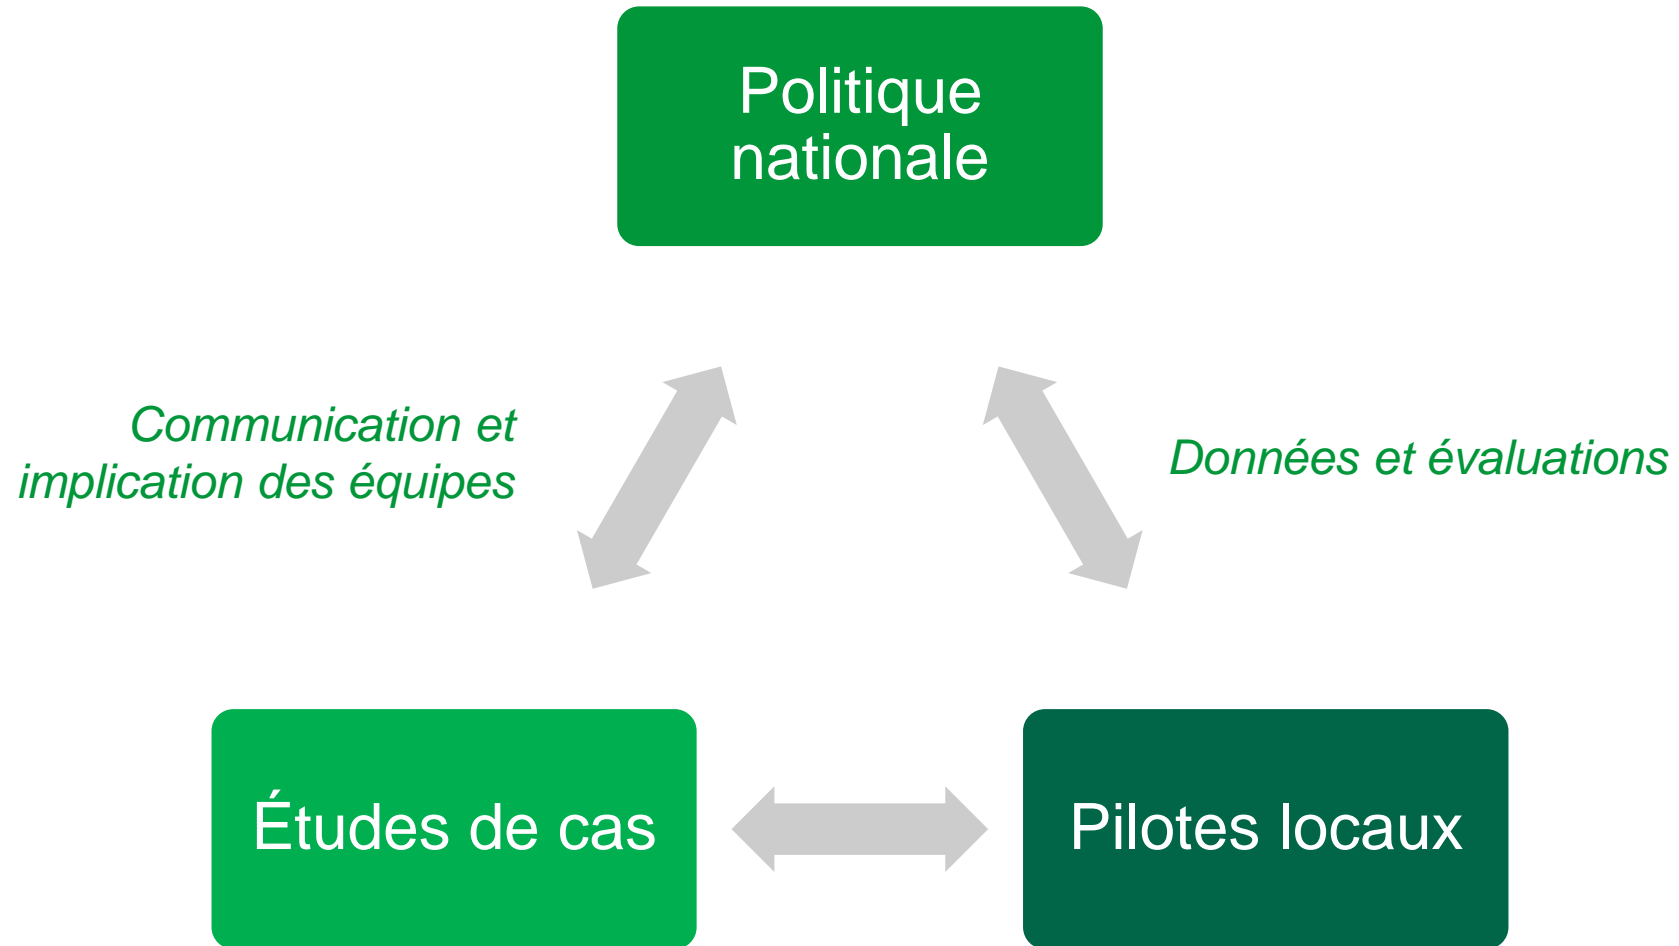 Politique
nationale
Communication et
implication des équipes
Données et évaluations
Études de cas
Pilotes locaux